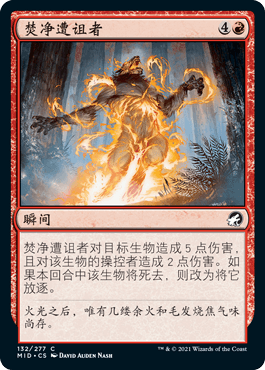 焚净遭诅者 4
瞬间
焚净遭诅者对目标生物造成 5 点伤害，
且对该生物的操控者造成 2 点伤害。如
果本回合中该生物将死去，则改为将它
放逐。
火光之后，唯有几缕余火和毛发烧焦气味
尚存。
132/277 C
MID • CS DAVID AUDEN NASH
™ & © 2021 Wizards of the Coast